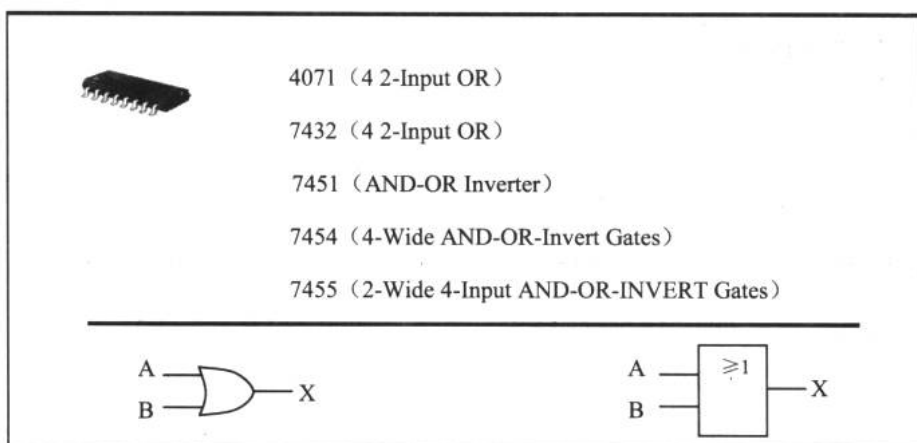 4071（4 2-Input OR）
7432（4 2-Input OR）
7451（AND-OR Inverter）
7454（4-Wide AND-OR-Invert Gates）
7455（2-Wide 4-Input AND-OR-INVERT Gates）
A
B
X
A
B
≥1
X